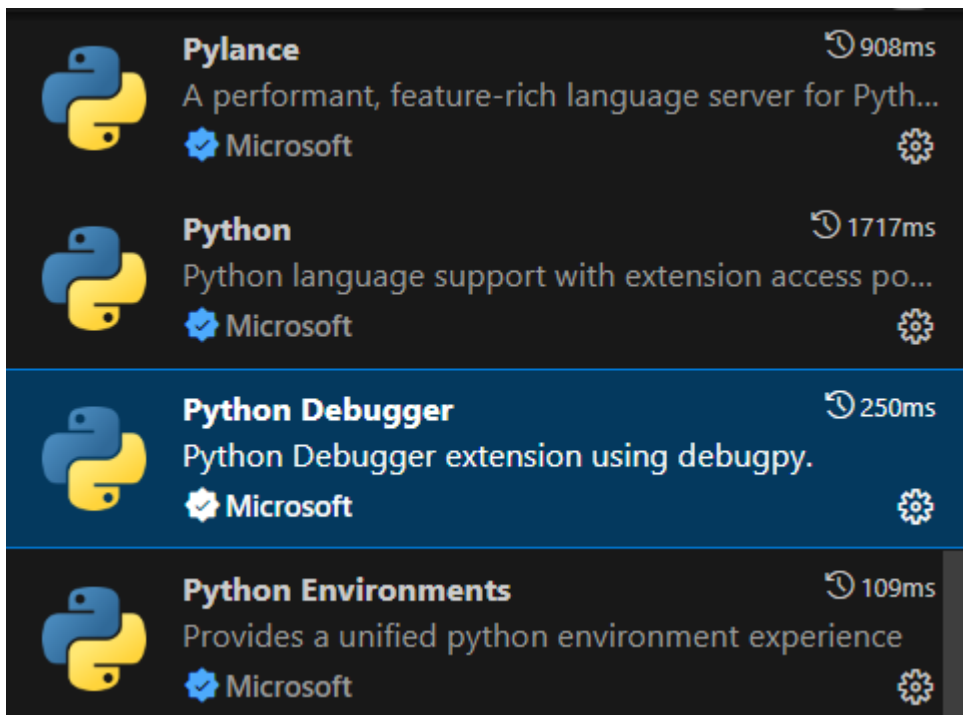 Pylance 908ms
A performant, feature-rich language server for Pyth...
Microsoft
Python 1717ms
Python language support with extension access po...
Microsoft
Python Debugger 250ms
Python Debugger extension using debugpy.
Microsoft
Python Environments 109ms
Provides a unified python environment experience
Microsoft